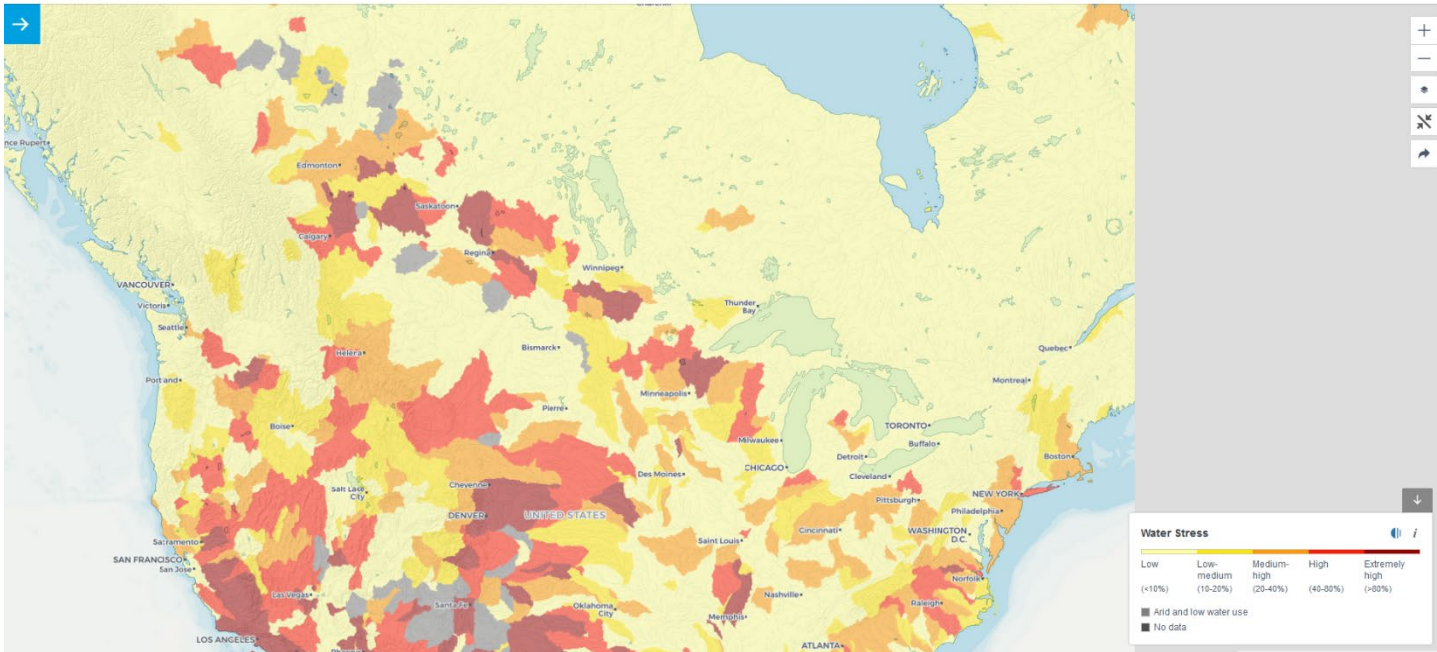 nce Rupert
Edmonton
Saskatoon
Calgary
Regina
Winnipeg
VANCOUVER
Victoria
Seattle
Thunder
Bay
Quebec
Helena
Bismarck
Montreal
Portland
Minneapolis
Pierre
Boise
TORONTO
Milwaukee
Buffalo
Boston
Detroit
CHICAGO
Des Moines
Cleveland
Salt Lake
City
Cheyenne
NEW YORK
Pittsburgh
Philadelphia
DENVER
UNITED STATES
Cincinnati
WASHINGTON
D.C.
Sacramento
Saint Louis
SAN FRANCISCO
San Jose
Norfolk
Las Vegas
Santa Fe
Oklahoma
City
Nashville
Raleigh
Memphis
LOS ANGELES
ATLANTA
Water Stress
i
Low
Low-
medium
Medium-
high
High
Extremely
high
(<10%)
(10-20%)
(20-40%)
(40-80%)
(>80%)
Arid and low water use
No data